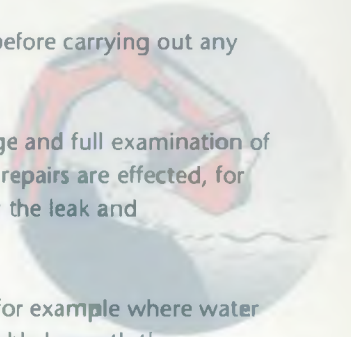 before carrying out any
ge and full examination of
repairs are effected, for
the leak and
for example where water